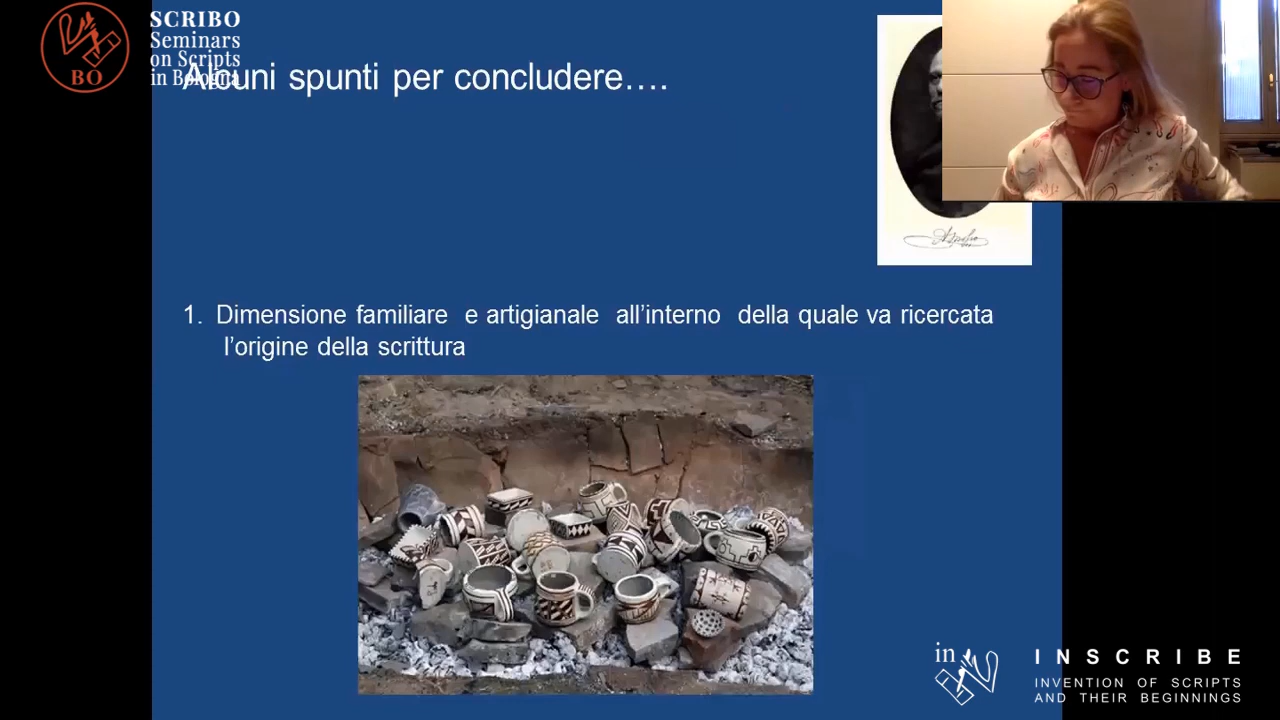 SCRIBO
Seminars
on Scripts
in Bologna
BO
Alcuni spunti per concludere….
1. Dimensione familiare e artigianale all’interno della quale va ricercata
l’origine della scrittura
in
INSCRIBE
INVENTION OF SCRIPTS
AND THEIR BEGINNINGS